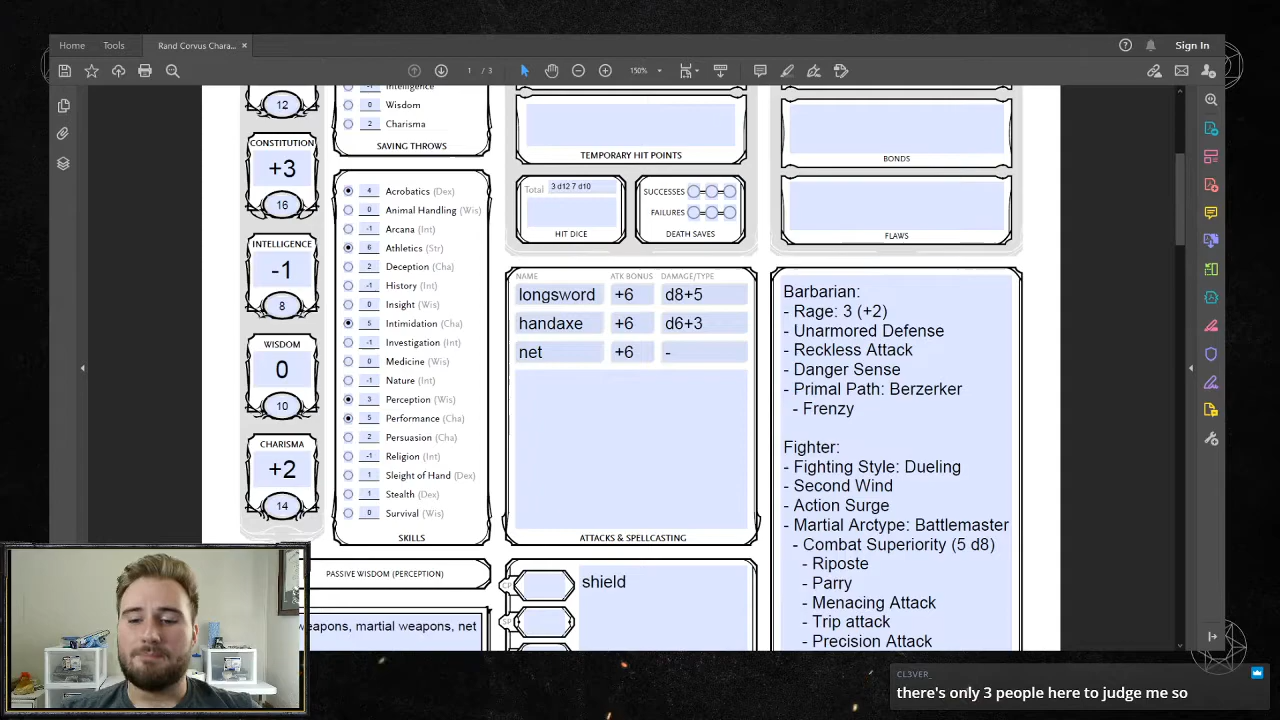 Home Tools Rand Corvus Chara... × Sign In
1 / 3 150%
12
CONSTITUTION
+3
16
INTELLIGENCE
-1
8
WISDOM
0
10
CHARISMA
+2
14
-1 Intelligence
0 Wisdom
2 Charisma
SAVING THROWS
4 Acrobatics (Dex)
0 Animal Handling (Wis)
-1 Arcana (Int)
6 Athletics (Str)
2 Deception (Cha)
-1 History (Int)
0 Insight (Wis)
5 Intimidation (Cha)
-1 Investigation (Int)
0 Medicine (Wis)
-1 Nature (Int)
3 Perception (Wis)
5 Performance (Cha)
2 Persuasion (Cha)
-1 Religion (Int)
1 Sleight of Hand (Dex)
1 Stealth (Dex)
0 Survival (Wis)
SKILLS
PASSIVE WISDOM (PERCEPTION)
weapons, martial weapons, net
TEMPORARY HIT POINTS
Total 3 d12 7 d10
HIT DICE
SUCCESSES
FAILURES
DEATH SAVES
NAME ATK BONUS DAMAGE/TYPE
longsword +6 d8+5
handaxe +6 d6+3
net +6 -
ATTACKS & SPELLCASTING
CP
SP
shield
BONDS
FLAWS
Barbarian:
- Rage: 3 (+2)
- Unarmored Defense
- Reckless Attack
- Danger Sense
- Primal Path: Berzerker
- Frenzy
Fighter:
- Fighting Style: Dueling
- Second Wind
- Action Surge
- Martial Arctype: Battlemaster
- Combat Superiority (5 d8)
- Riposte
- Parry
- Menacing Attack
- Trip attack
- Precision Attack
CL3VER_
there's only 3 people here to judge me so